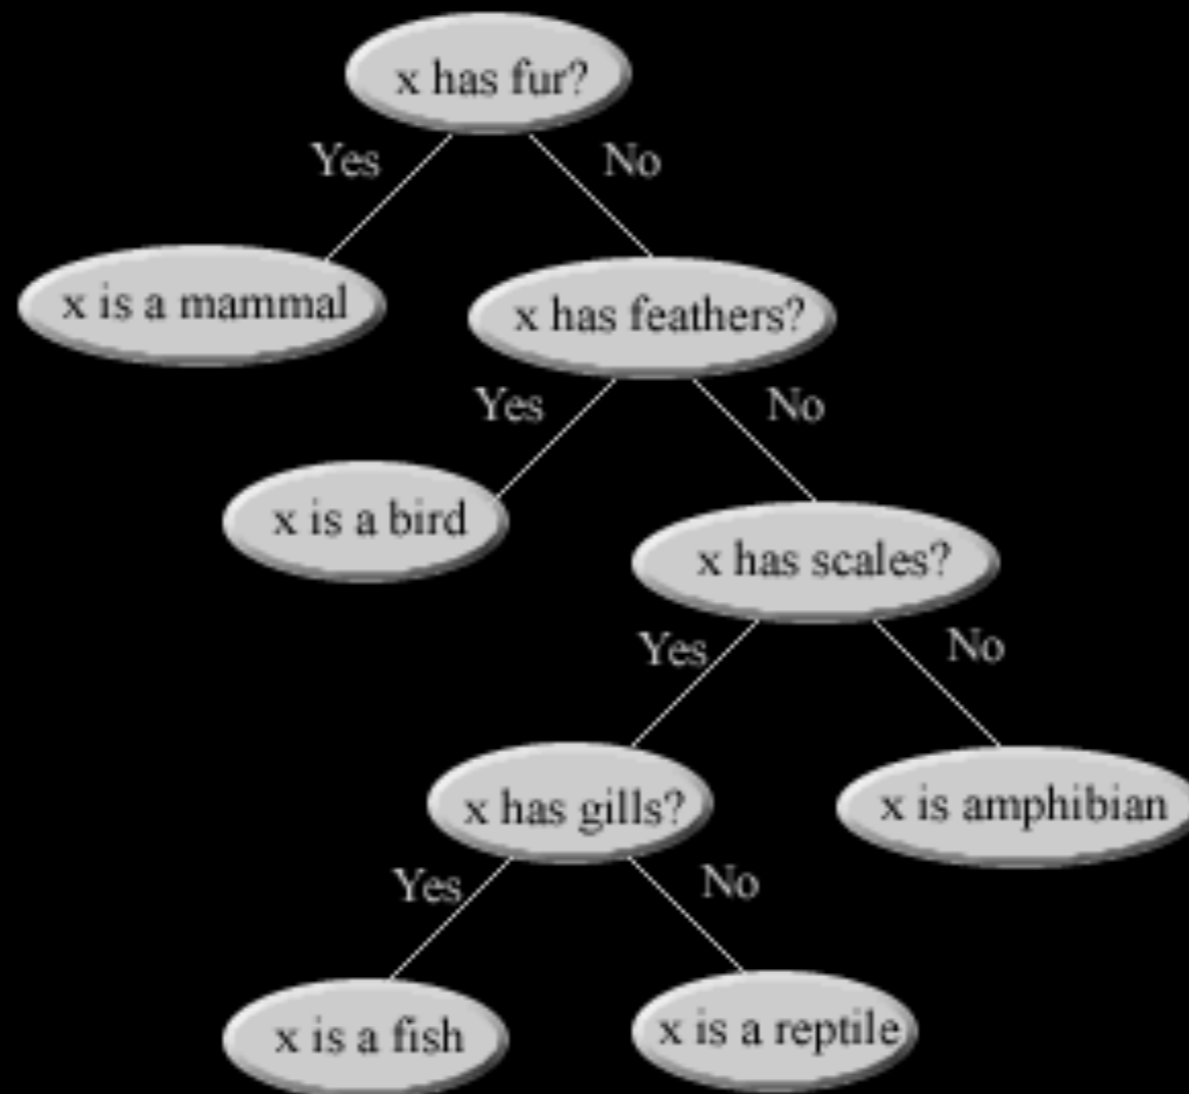 x has fur?
Yes
No
x is a mammal
x has feathers?
Yes
No
x is a bird
x has scales?
Yes
No
x has gills?
x is amphibian
Yes
No
x is a fish
x is a reptile